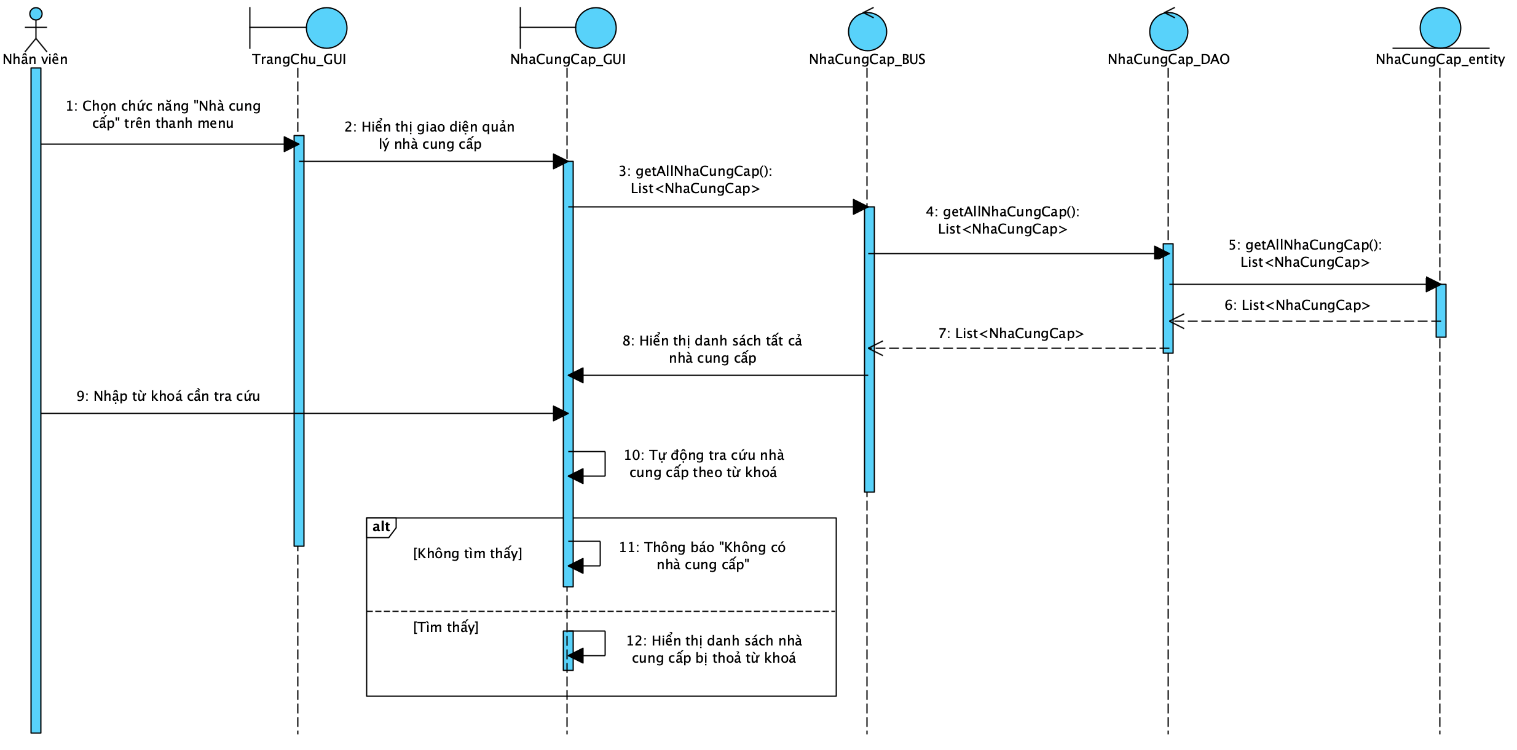 Nhân viên
TrangChu_GUI
NhaCungCap_GUI
NhaCungCap_BUS
NhaCungCap_DAO
NhaCungCap_entity
1: Chọn chức năng "Nhà cung
cấp" trên thanh menu
2: Hiển thị giao diện quản
lý nhà cung cấp
3: getAllNhaCungCap():
List<NhaCungCap>
4: getAllNhaCungCap():
List<NhaCungCap>
5: getAllNhaCungCap():
List<NhaCungCap>
6: List<NhaCungCap>
7: List<NhaCungCap>
8: Hiển thị danh sách tất cả
nhà cung cấp
9: Nhập từ khoá cần tra cứu
10: Tự động tra cứu nhà
cung cấp theo từ khoá
alt
[Không tìm thấy]
11: Thông báo "Không có
nhà cung cấp"
[Tìm thấy]
12: Hiển thị danh sách nhà
cung cấp bị thoả từ khoá